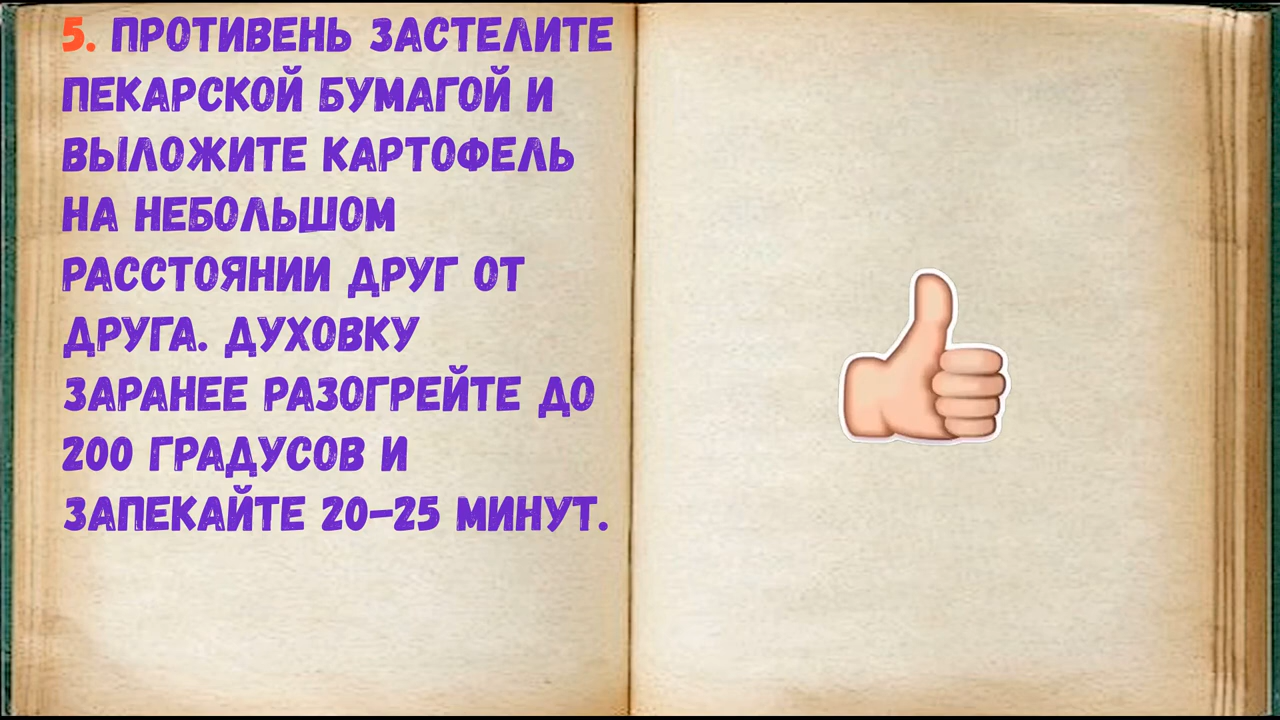 5. ПРОТИВЕНЬ ЗАСТЕЛИТЕ
ПЕКАРСКОЙ БУМАГОЙ И
ВЫЛОЖИТЕ КАРТОФЕЛЬ
НА НЕБОЛЬШОМ
РАССТОЯНИИ ДРУГ ОТ
ДРУГА. ДУХОВКУ
ЗАРАНЕЕ РАЗОГРЕЙТЕ ДО
200 ГРАДУСОВ И
ЗАПЕКАЙТЕ 20-25 МИНУТ.